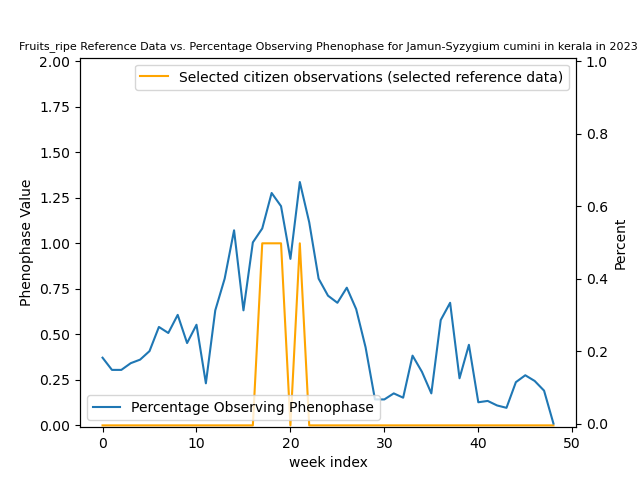 Fruits_ripe Reference Data vs. Percentage Observing Phenophase for Jamun-Syzygium cumini in kerala in 2023
Selected citizen observations (selected reference data)
Percentage Observing Phenophase
Phenophase Value
2.00
1.75
1.50
1.25
1.00
0.75
0.50
0.25
0.00
Percent
1.0
0.8
0.6
0.4
0.2
0.0
0 10 20 30 40 50
week index